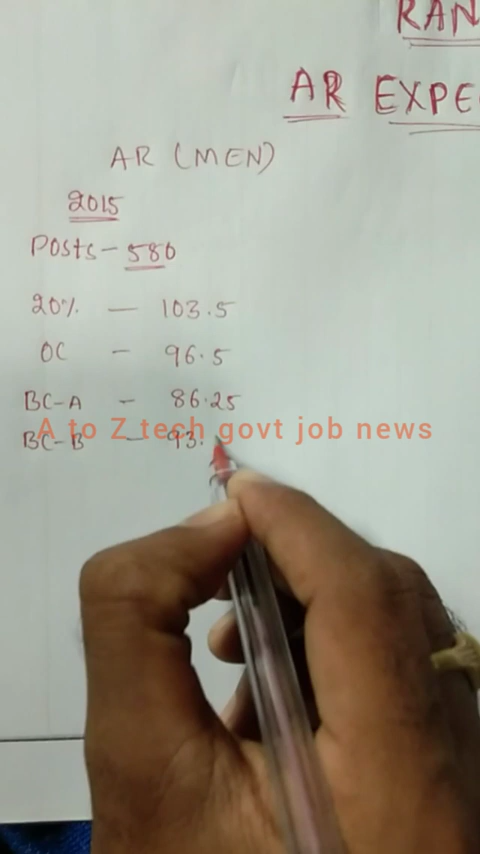 RAN
AR EXPE
AR (MEN)
2015
Posts - 580
20% — 103.5
OC - 96.5
BC-A - 86.25
A to Z tech govt job news
BC-B - 93.